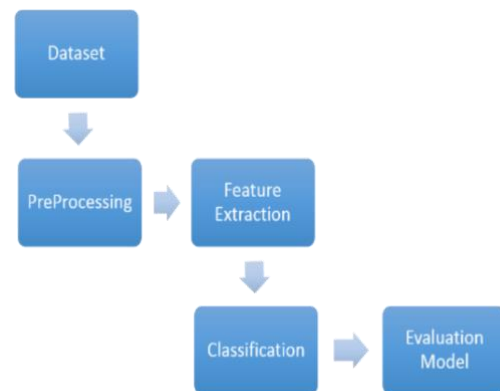 Dataset
PreProcessing
Feature
Extraction
Classification
Evaluation
Model